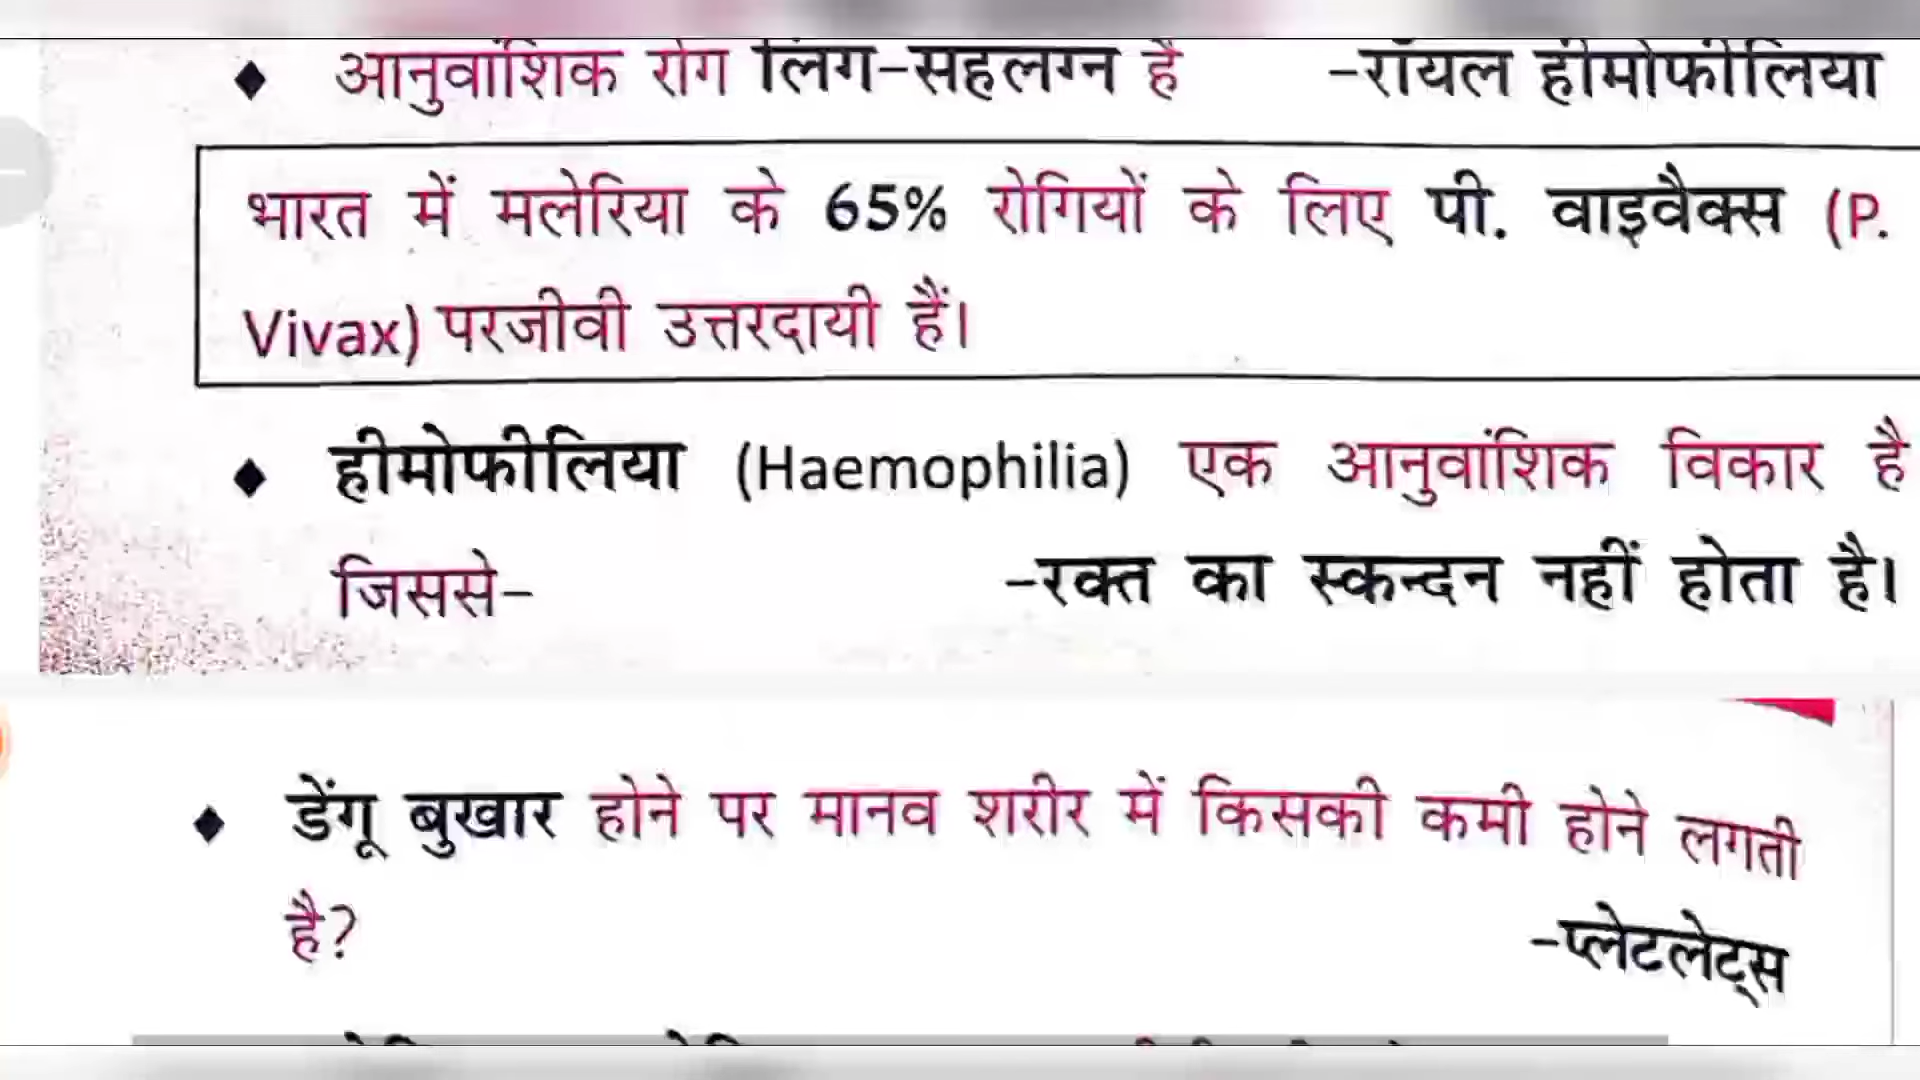 ♦ आनुवांशिक रोग लिंग-सहलग्न है -रॉयल हीमोफीलिया
भारत में मलेरिया के 65% रोगियों के लिए पी. वाइवैक्स (P.
Vivax) परजीवी उत्तरदायी हैं।
♦ हीमोफीलिया (Haemophilia) एक आनुवांशिक विकार है
जिससे- -रक्त का स्कन्दन नहीं होता है।
♦ डेंगू बुखार होने पर मानव शरीर में किसकी कमी होने लगती
है? -प्लेटलेट्स